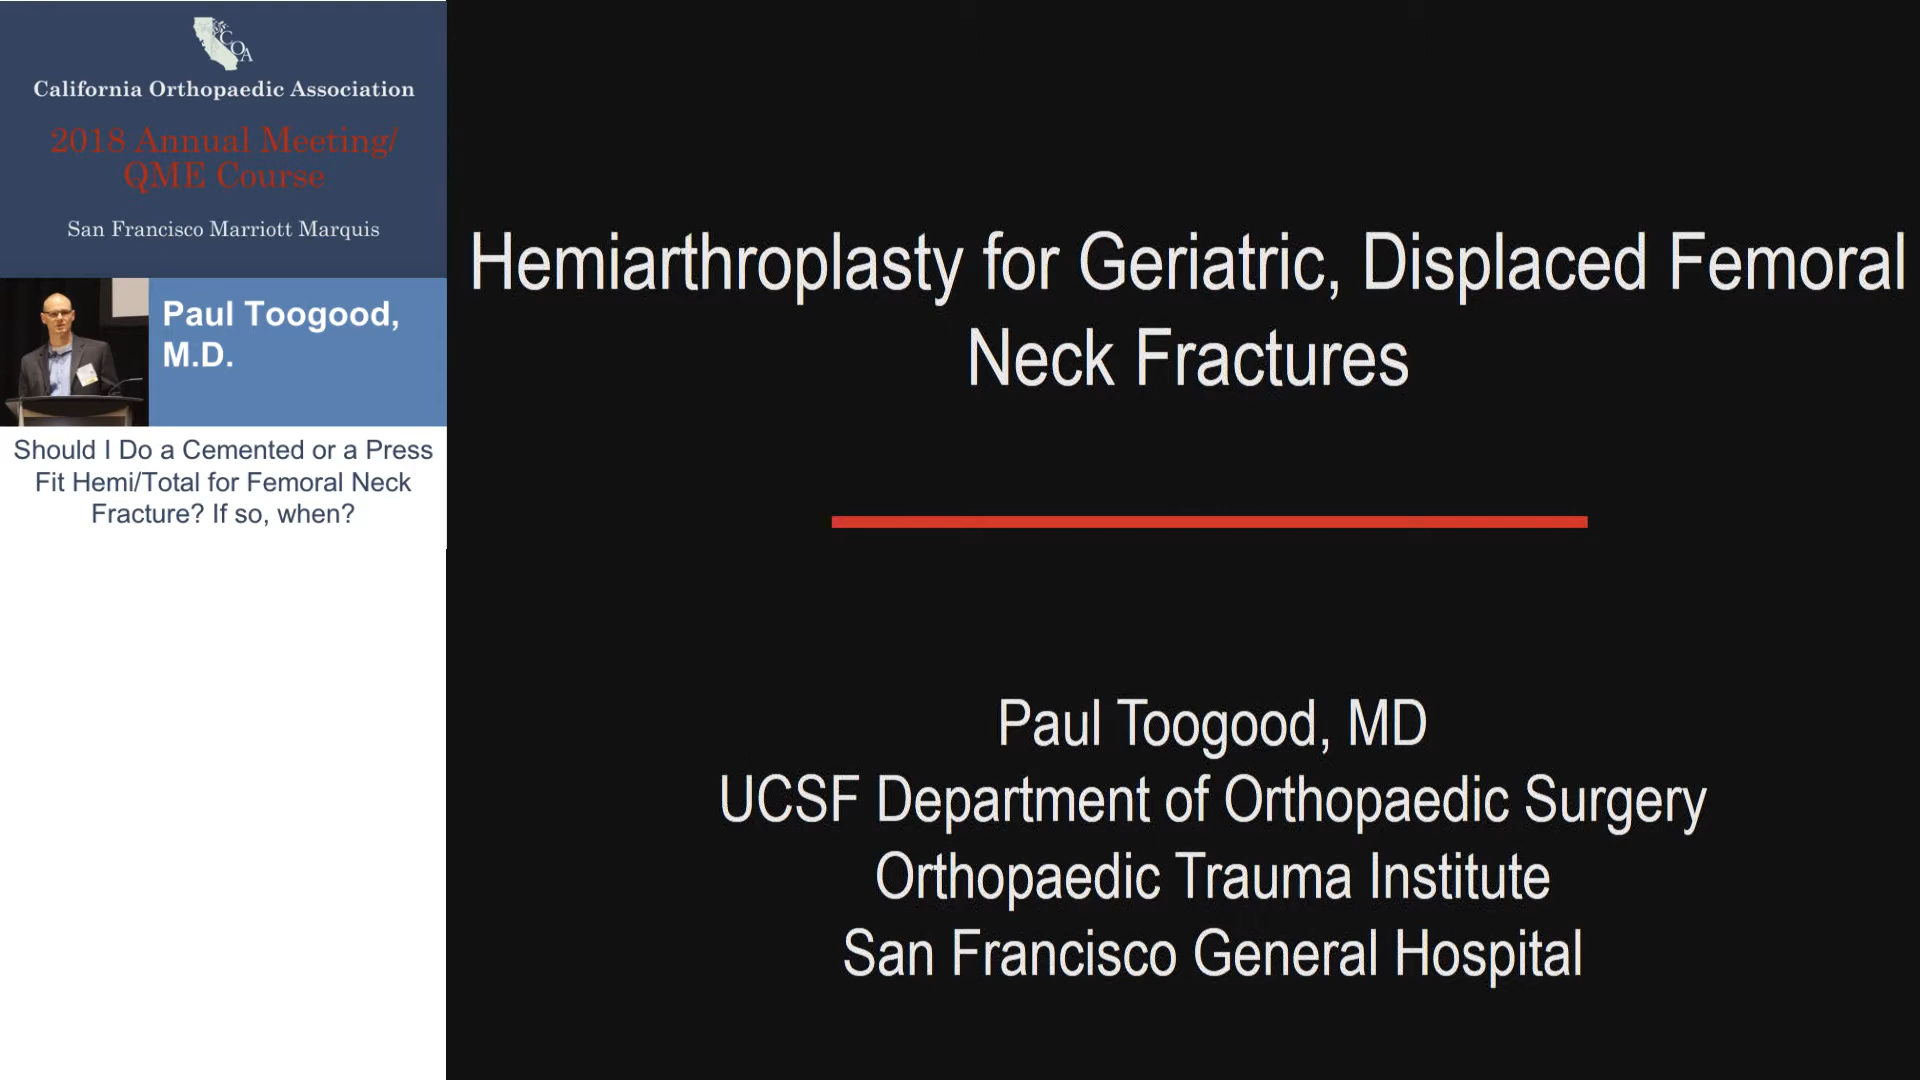 COA
California Orthopaedic Association
2018 Annual Meeting/
QME Course
San Francisco Marriott Marquis
Paul Toogood,
M.D.
Should I Do a Cemented or a Press
Fit Hemi/Total for Femoral Neck
Fracture? If so, when?
Hemiarthroplasty for Geriatric, Displaced Femoral
Neck Fractures
Paul Toogood, MD
UCSF Department of Orthopaedic Surgery
Orthopaedic Trauma Institute
San Francisco General Hospital